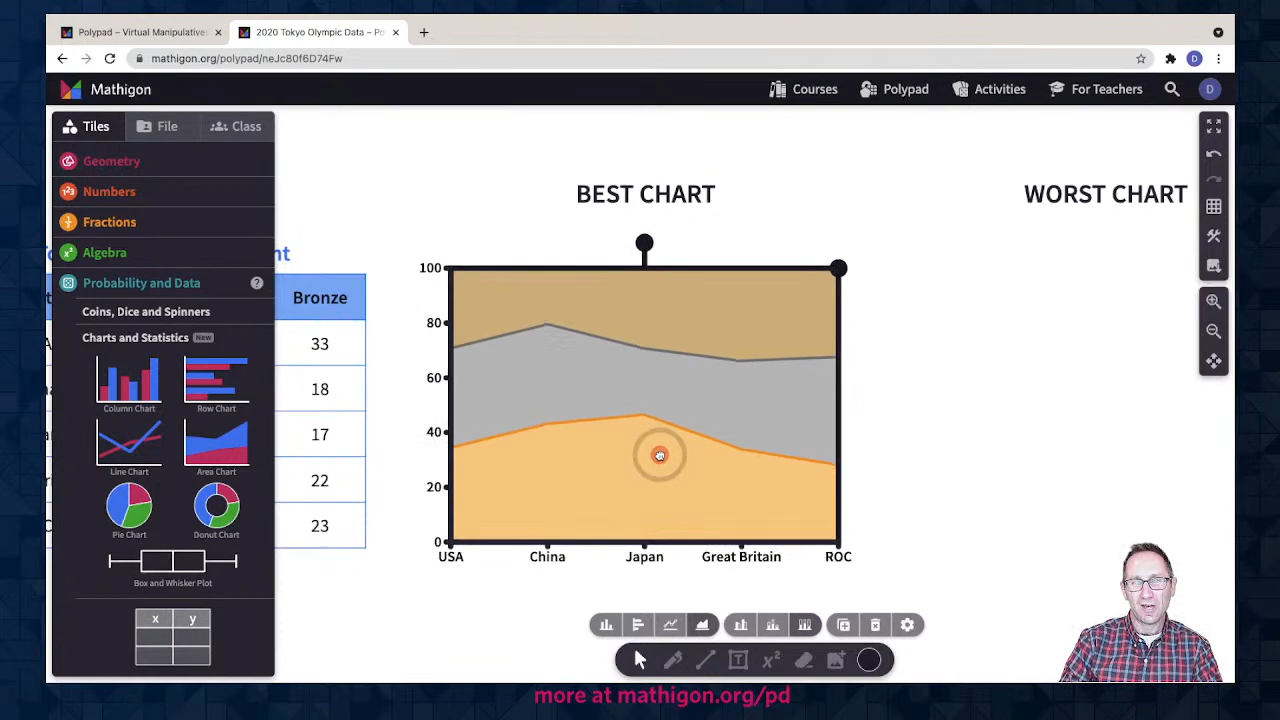 Polypad – Virtual Manipulatives
2020 Tokyo Olympic Data – Po
mathigon.org/polypad/neJc80f6D74Fw
D
Mathigon
Courses
Polypad
Activities
For Teachers
D
Tiles
File
Class
Geometry
Numbers
Fractions
Algebra
Probability and Data
?
Coins, Dice and Spinners
Charts and Statistics New
Column Chart
Row Chart
Line Chart
Area Chart
Pie Chart
Donut Chart
Box and Whisker Plot
x y
nt
Bronze
33
18
17
22
23
BEST CHART
WORST CHART
100
80
60
40
20
0
USA China Japan Great Britain ROC
T x²
more at mathigon.org/pd